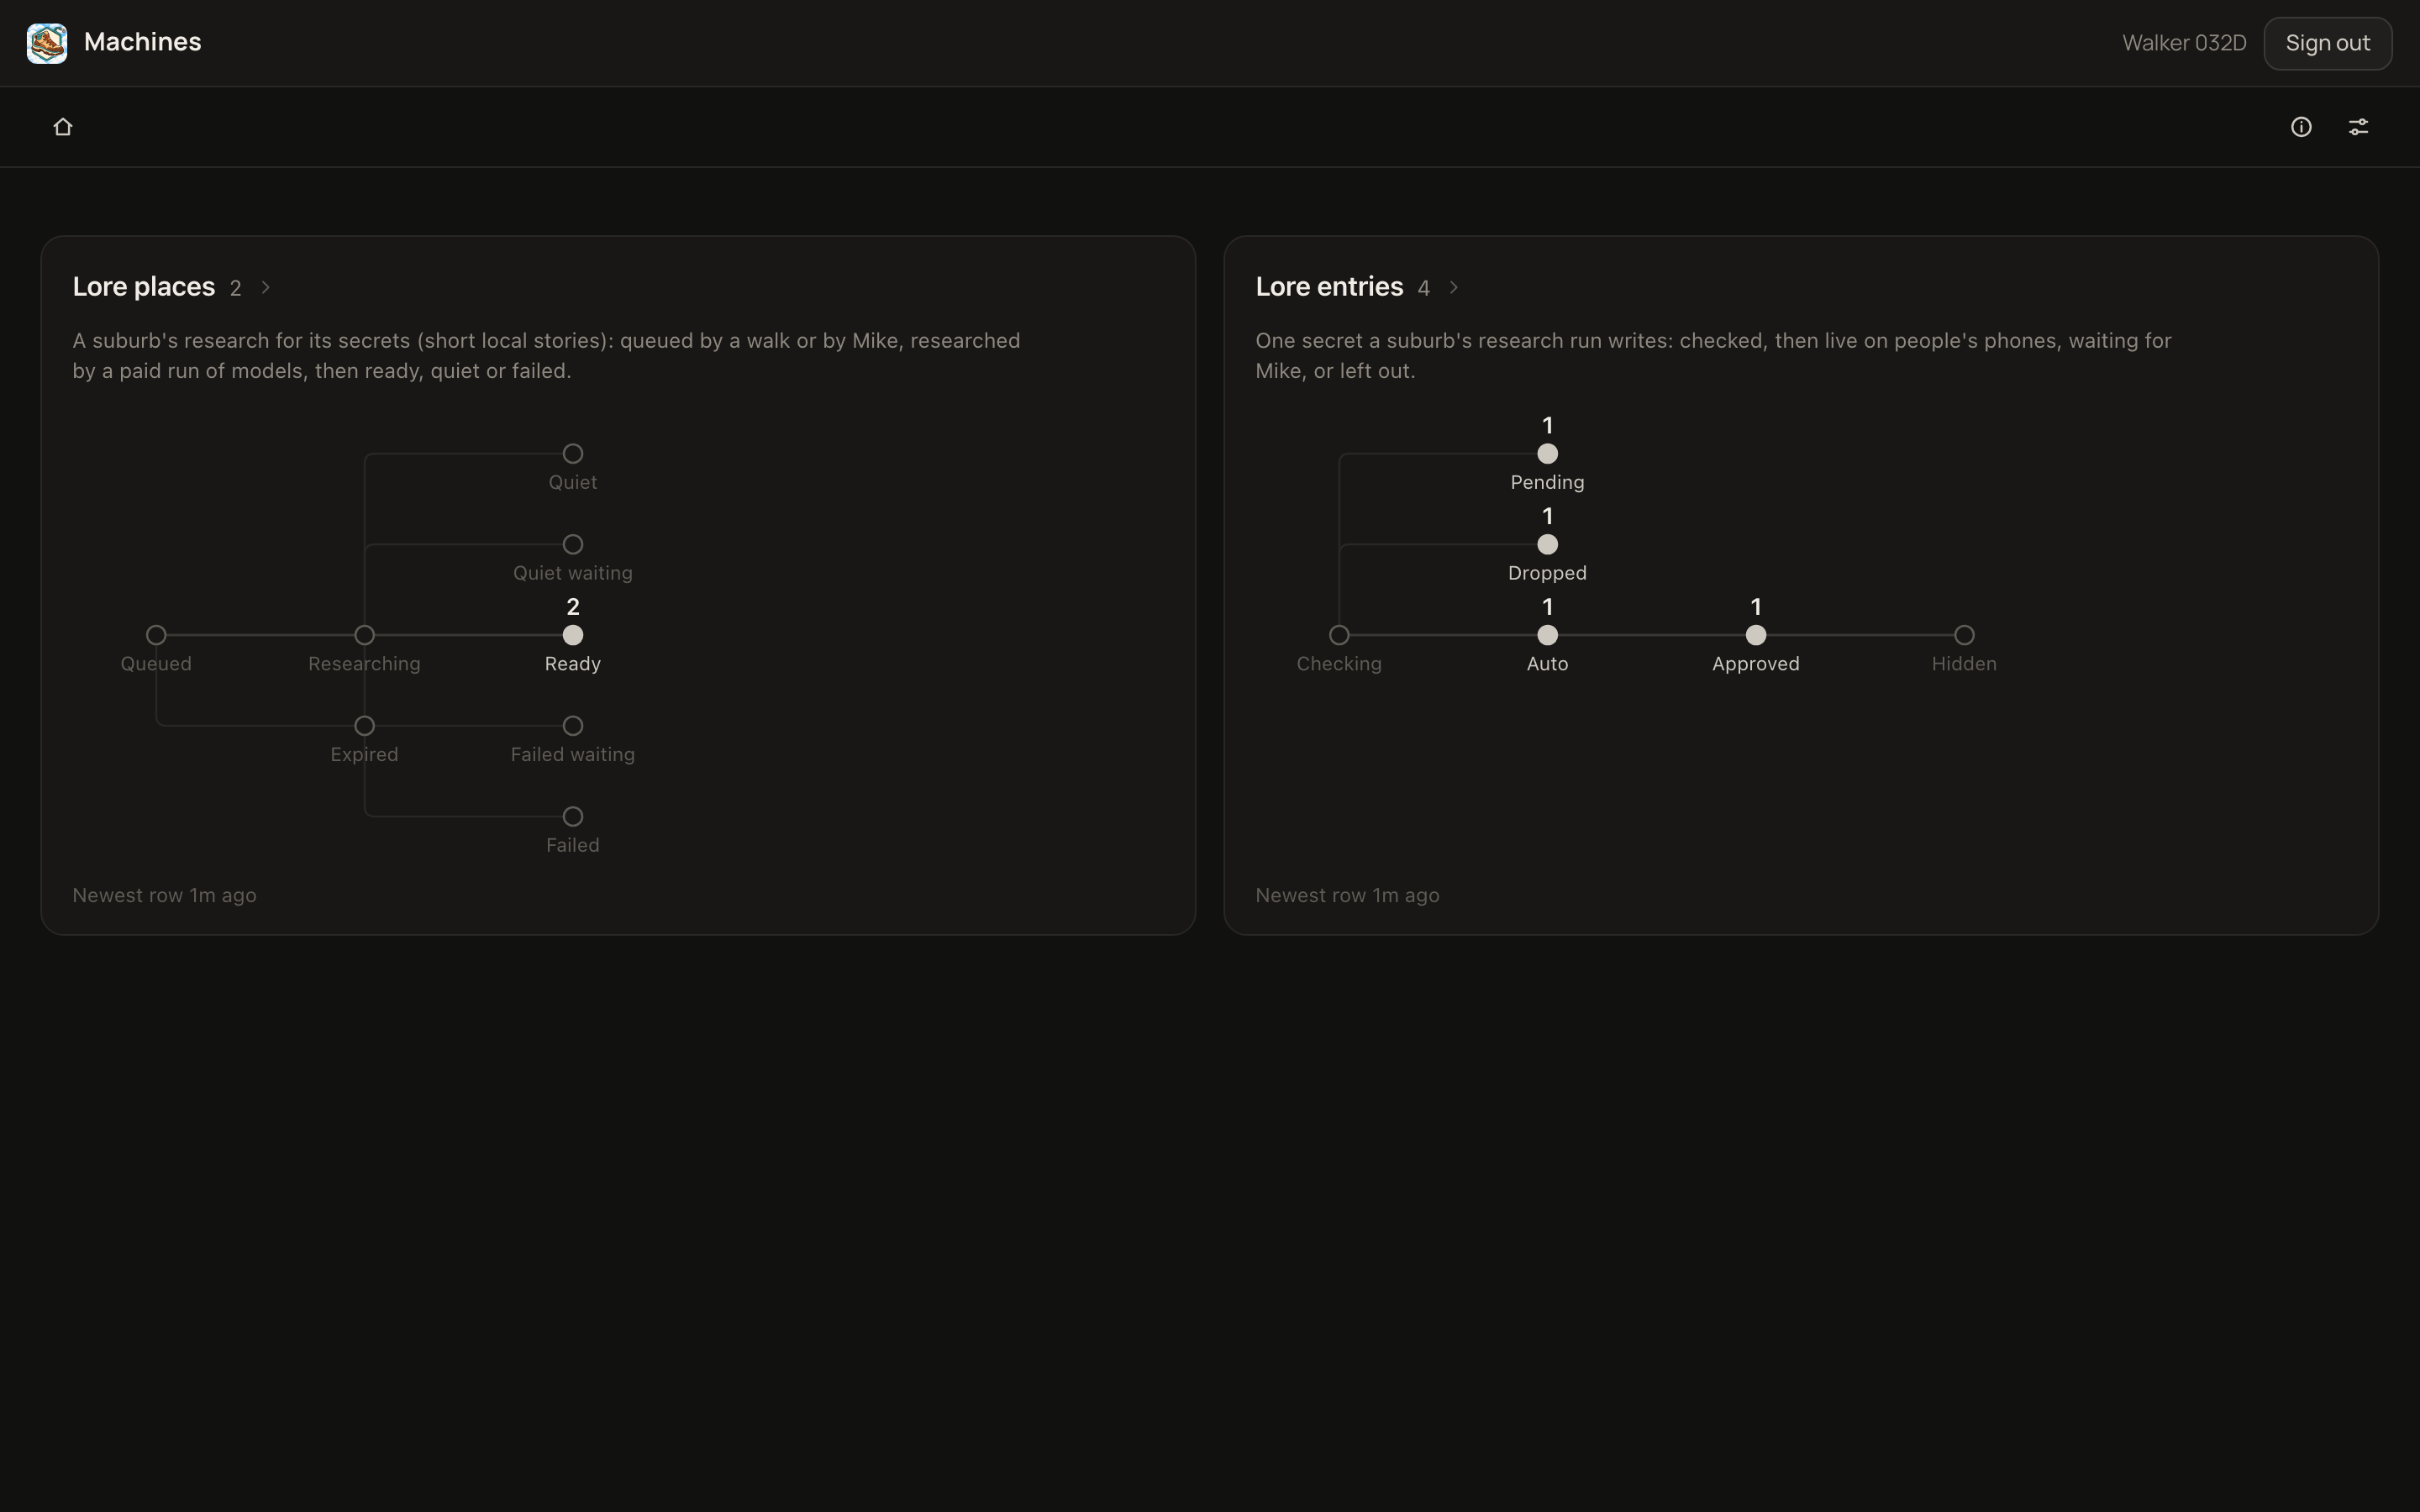 Machines
Walker 032D
Sign out
Lore places 2
A suburb's research for its secrets (short local stories): queued by a walk or by Mike, researched
by a paid run of models, then ready, quiet or failed.
Quiet
Quiet waiting
2
Queued
Researching
Ready
Expired
Failed waiting
Failed
Newest row 1m ago
Lore entries 4
One secret a suburb's research run writes: checked, then live on people's phones, waiting for
Mike, or left out.
1
Pending
1
Dropped
1
1
Checking
Auto
Approved
Hidden
Newest row 1m ago